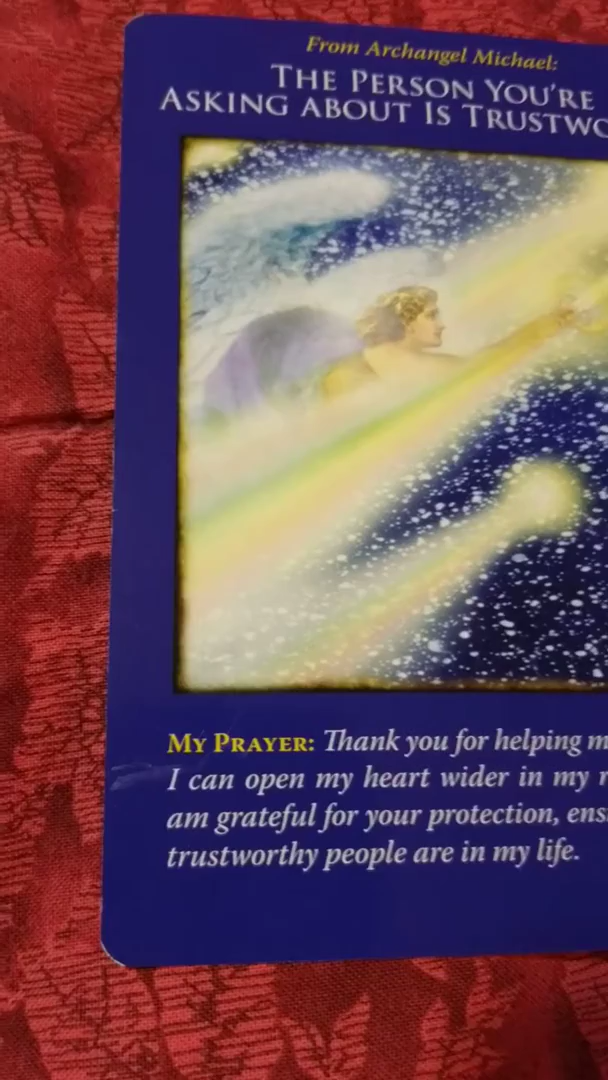 From Archangel Michael:
THE PERSON YOU'RE
ASKING ABOUT IS
MY PRAYER: Thank you for helping
I can open my heart wider in my
am grateful for your protection,
trustworthy people are in my life.